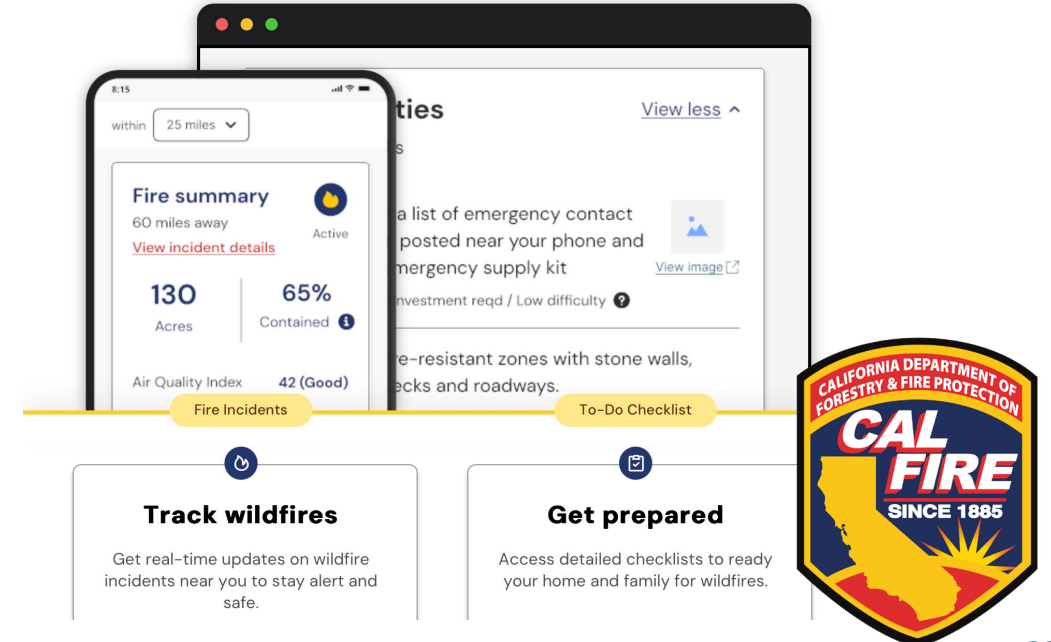 8:15
within 25 miles
Fire summary
60 miles away
View incident details
Active
130
Acres
65%
Contained
Air Quality Index 42 (Good)
ties
View less
s
a list of emergency contact
posted near your phone and
mergency supply kit
View image
nvestment reqd / Low difficulty ?
re-resistant zones with stone walls,
ecks and roadways.
Fire Incidents
To-Do Checklist
Track wildfires
Get real-time updates on wildfire
incidents near you to stay alert and
safe.
Get prepared
Access detailed checklists to ready
your home and family for wildfires.
CALIFORNIA DEPARTMENT OF
FORESTRY & FIRE PROTECTION
CAL
FIRE
SINCE 1885